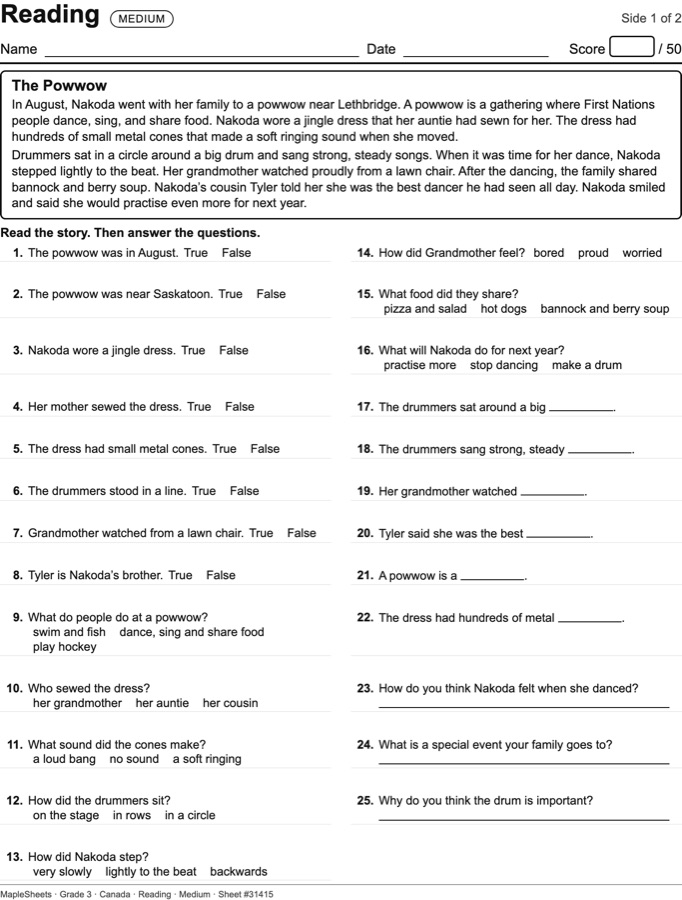 Reading MEDIUM Side 1 of 2
Name Date Score / 50
The Powwow
In August, Nakoda went with her family to a powwow near Lethbridge. A powwow is a gathering where First Nations
people dance, sing, and share food. Nakoda wore a jingle dress that her auntie had sewn for her. The dress had
hundreds of small metal cones that made a soft ringing sound when she moved.
Drummers sat in a circle around a big drum and sang strong, steady songs. When it was time for her dance, Nakoda
stepped lightly to the beat. Her grandmother watched proudly from a lawn chair. After the dancing, the family shared
bannock and berry soup. Nakoda's cousin Tyler told her she was the best dancer he had seen all day. Nakoda smiled
and said she would practise even more for next year.
Read the story. Then answer the questions.
1. The powwow was in August. True False
2. The powwow was near Saskatoon. True False
3. Nakoda wore a jingle dress. True False
4. Her mother sewed the dress. True False
5. The dress had small metal cones. True False
6. The drummers stood in a line. True False
7. Grandmother watched from a lawn chair. True False
8. Tyler is Nakoda's brother. True False
9. What do people do at a powwow?
swim and fish dance, sing and share food
play hockey
10. Who sewed the dress?
her grandmother her auntie her cousin
11. What sound did the cones make?
a loud bang no sound a soft ringing
12. How did the drummers sit?
on the stage in rows in a circle
13. How did Nakoda step?
very slowly lightly to the beat backwards
14. How did Grandmother feel? bored proud worried
15. What food did they share?
pizza and salad hot dogs bannock and berry soup
16. What will Nakoda do for next year?
practise more stop dancing make a drum
17. The drummers sat around a big ________.
18. The drummers sang strong, steady ________.
19. Her grandmother watched ________.
20. Tyler said she was the best ________.
21. A powwow is a ________.
22. The dress had hundreds of metal ________.
23. How do you think Nakoda felt when she danced?
24. What is a special event your family goes to?
25. Why do you think the drum is important?
MapleSheets · Grade 3 · Canada · Reading · Medium · Sheet #31415